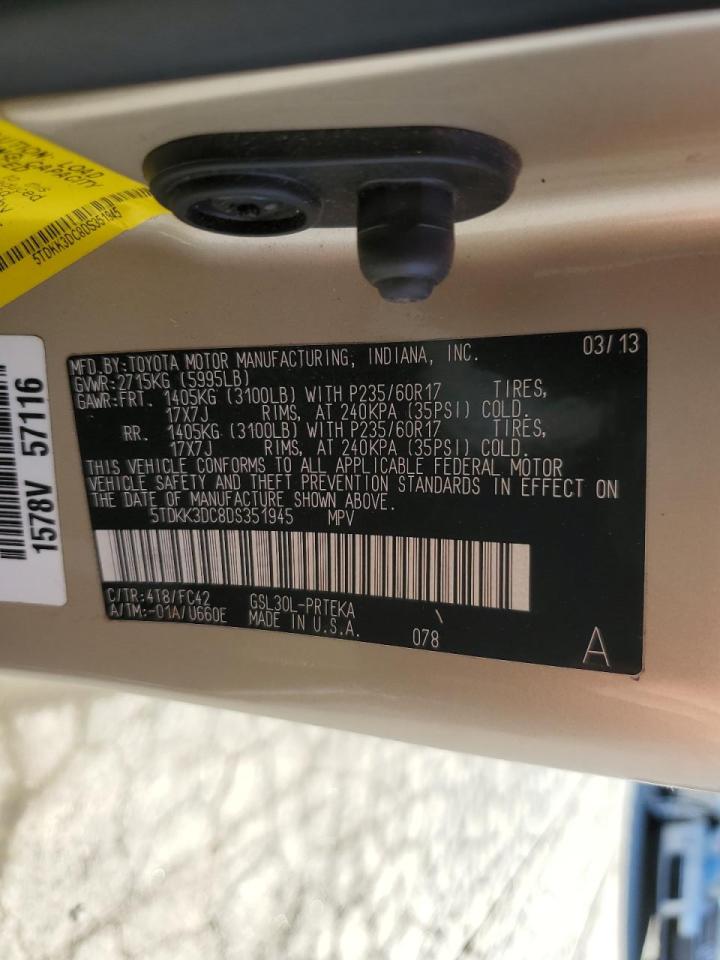 CAUTION: LOAD
CAPACITY
5TDKK3DC8DS351945
1578V 57116
MFD.BY:TOYOTA MOTOR MANUFACTURING, INDIANA, INC. 03/13
GVWR:2715KG (5995LB)
GAWR:FRT. 1405KG (3100LB) WITH P235/60R17 TIRES,
17X7J RIMS, AT 240KPA (35PSI) COLD.
RR. 1405KG (3100LB) WITH P235/60R17 TIRES,
17X7J RIMS, AT 240KPA (35PSI) COLD.
THIS VEHICLE CONFORMS TO ALL APPLICABLE FEDERAL MOTOR
VEHICLE SAFETY AND THEFT PREVENTION STANDARDS IN EFFECT ON
THE DATE OF MANUFACTURE SHOWN ABOVE.
5TDKK3DC8DS351945 MPV
C/TR:4T8/FC42 GSL30L-PRTEKA
A/TM:-01A/U660E MADE IN U.S.A. 078 A